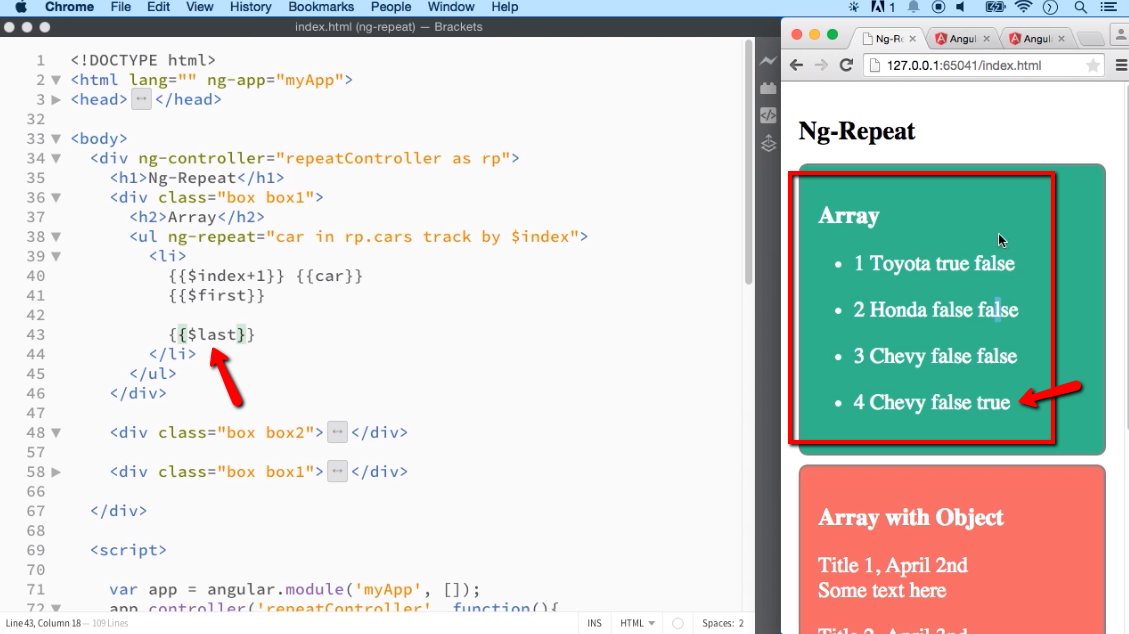 Chrome File Edit View History Bookmarks People Window Help
1
index.html (ng-repeat) — Brackets
1 <!DOCTYPE html>
2 <html lang="" ng-app="myApp">
3 <head> </head>
32
33 <body>
34 <div ng-controller="repeatController as rp">
35 <h1>Ng-Repeat</h1>
36 <div class="box box1">
37 <h2>Array</h2>
38 <ul ng-repeat="car in rp.cars track by $index">
39 <li>
40 {{$index+1}} {{car}}
41 {{$first}}
42
43 {{$last}}
44 </li>
45 </ul>
46 </div>
47
48 <div class="box box2"> </div>
57
58 <div class="box box1"> </div>
66
67 </div>
68
69 <script>
70
71 var app = angular.module('myApp', []);
72 app.controller('repeatController', function(){
Line 43, Column 18 — 109 Lines
INS HTML Spaces: 2
Ng-Re Angul Angul
127.0.0.1:65041/index.html
Ng-Repeat
Array
• 1 Toyota true false
• 2 Honda false false
• 3 Chevy false false
• 4 Chevy false true
Array with Object
Title 1, April 2nd
Some text here
Title 2, April 3rd